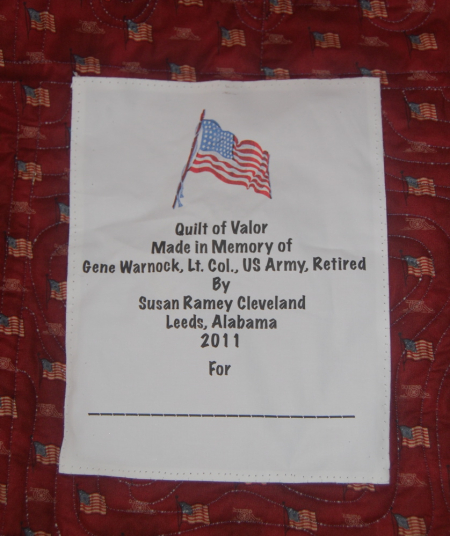 Quilt of Valor
Made in Memory of
Gene Warnock, Lt. Col., US Army, Retired
By
Susan Ramey Cleveland
Leeds, Alabama
2011
For